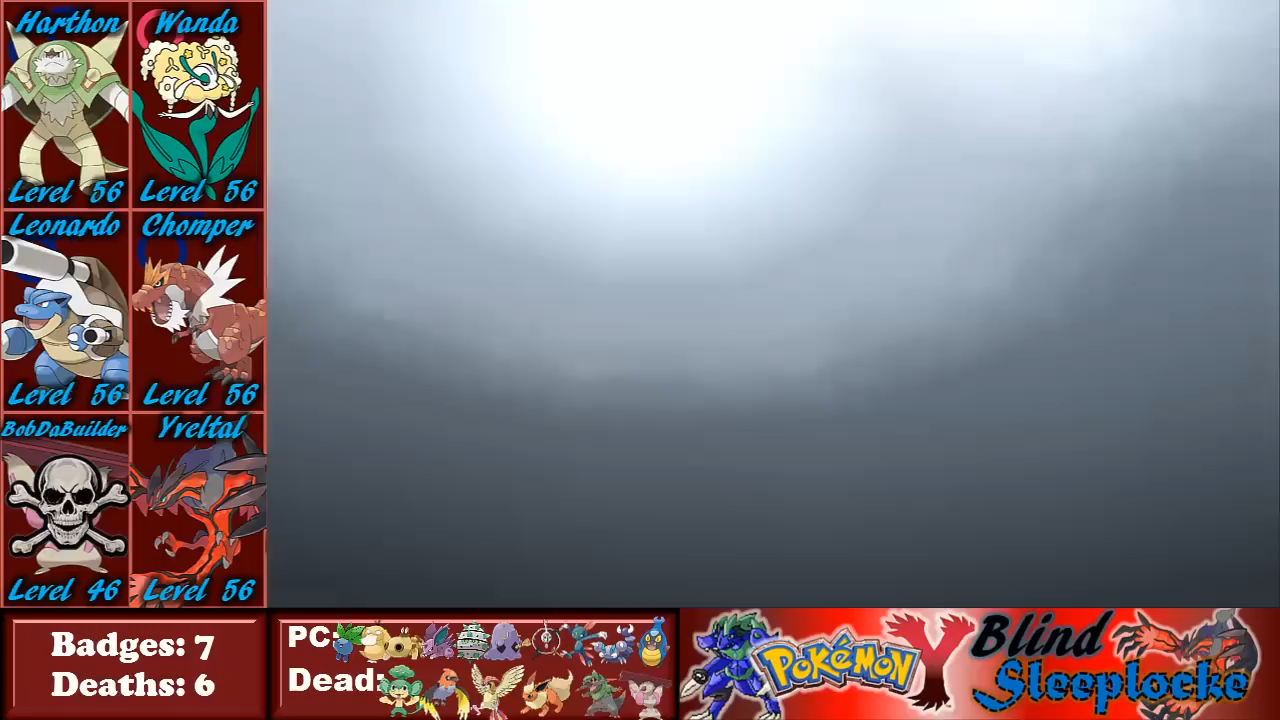 Harthon
Wanda
Level 56
Level 56
Leonardo
Chomper
Level 56
Level 56
BobDaBuilder
Yveltal
Level 46
Level 56
Badges: 7
Deaths: 6
PC:
Dead:
POKéMON Y
Blind
Sleeplocke